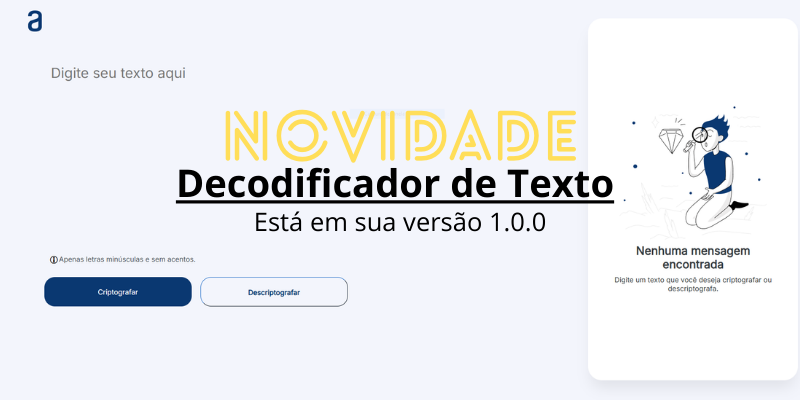 a
Digite seu texto aqui
NOVIDADE
Decodificador de Texto
Está em sua versão 1.0.0
Apenas letras minúsculas e sem acentos.
Criptografar
Descriptografar
Nenhuma mensagem
encontrada
Digite um texto que você deseja criptografar ou
descriptografa.